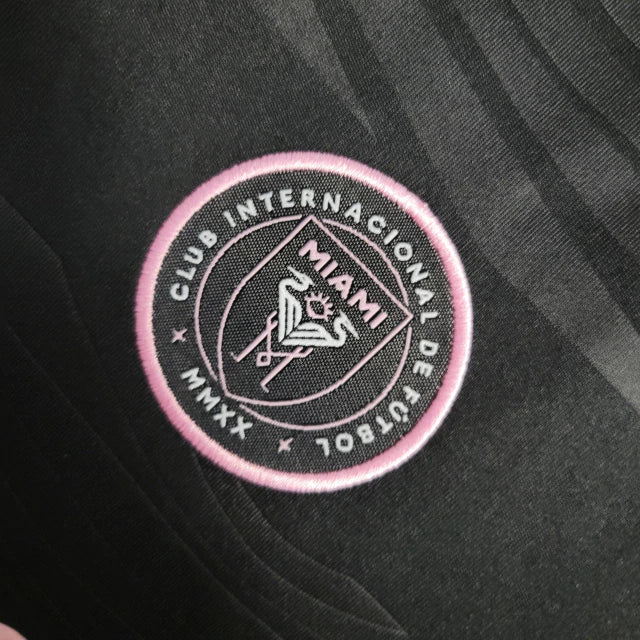 CLUB INTERNACIONAL DE FÚTBOL
MIAMI
MMXX